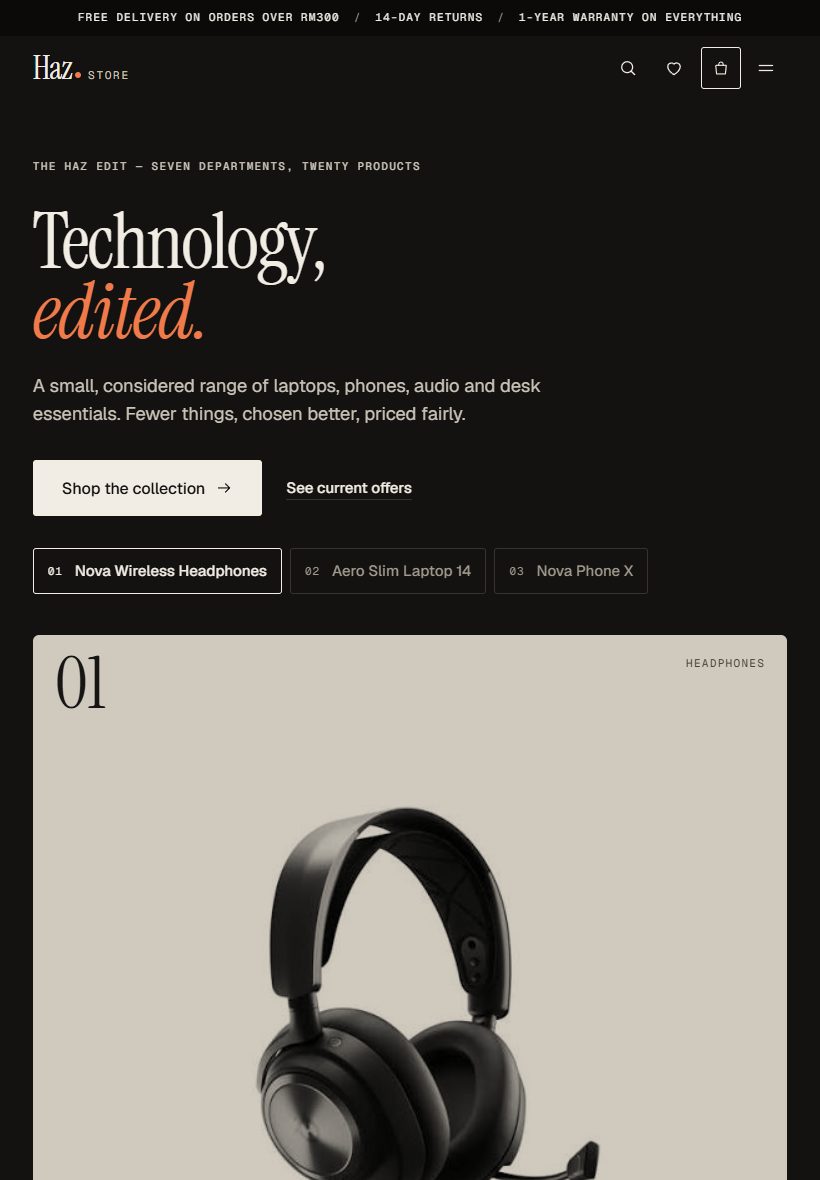 FREE DELIVERY ON ORDERS OVER RM300 / 14-DAY RETURNS / 1-YEAR WARRANTY ON EVERYTHING
Haz. STORE
THE HAZ EDIT — SEVEN DEPARTMENTS, TWENTY PRODUCTS
Technology,
edited.
A small, considered range of laptops, phones, audio and desk
essentials. Fewer things, chosen better, priced fairly.
Shop the collection → See current offers
01 Nova Wireless Headphones 02 Aero Slim Laptop 14 03 Nova Phone X
01 HEADPHONES